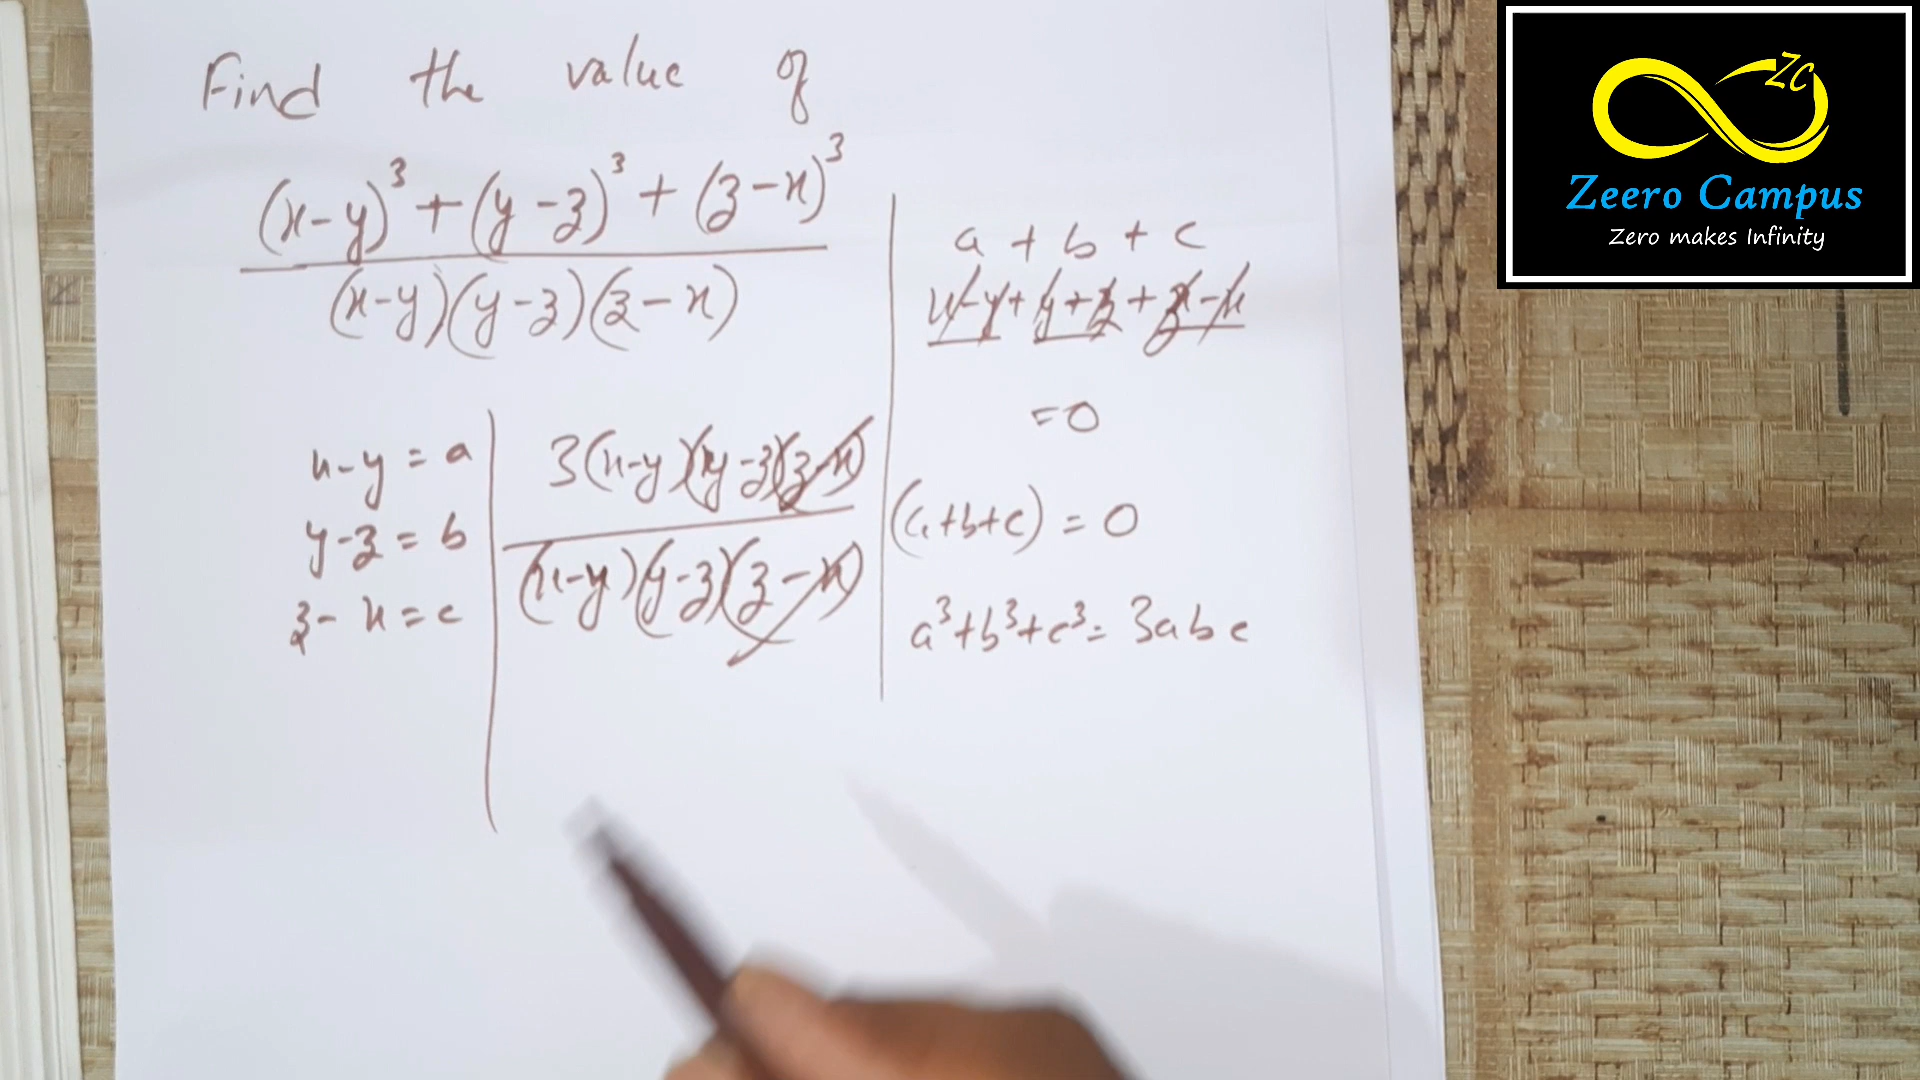 Find the value of
(x-y)³+(y-z)³+(z-x)³
(x-y)(y-z)(z-x)
x-y=a
y-z=b
z-x=c
3(x-y)(y-z)(z-x)
(x-y)(y-z)(z-x)
a+b+c
x-y+y+z+z-x
=0
(a+b+c)=0
a³+b³+c³=3abc
ZC
Zeero Campus
Zero makes Infinity